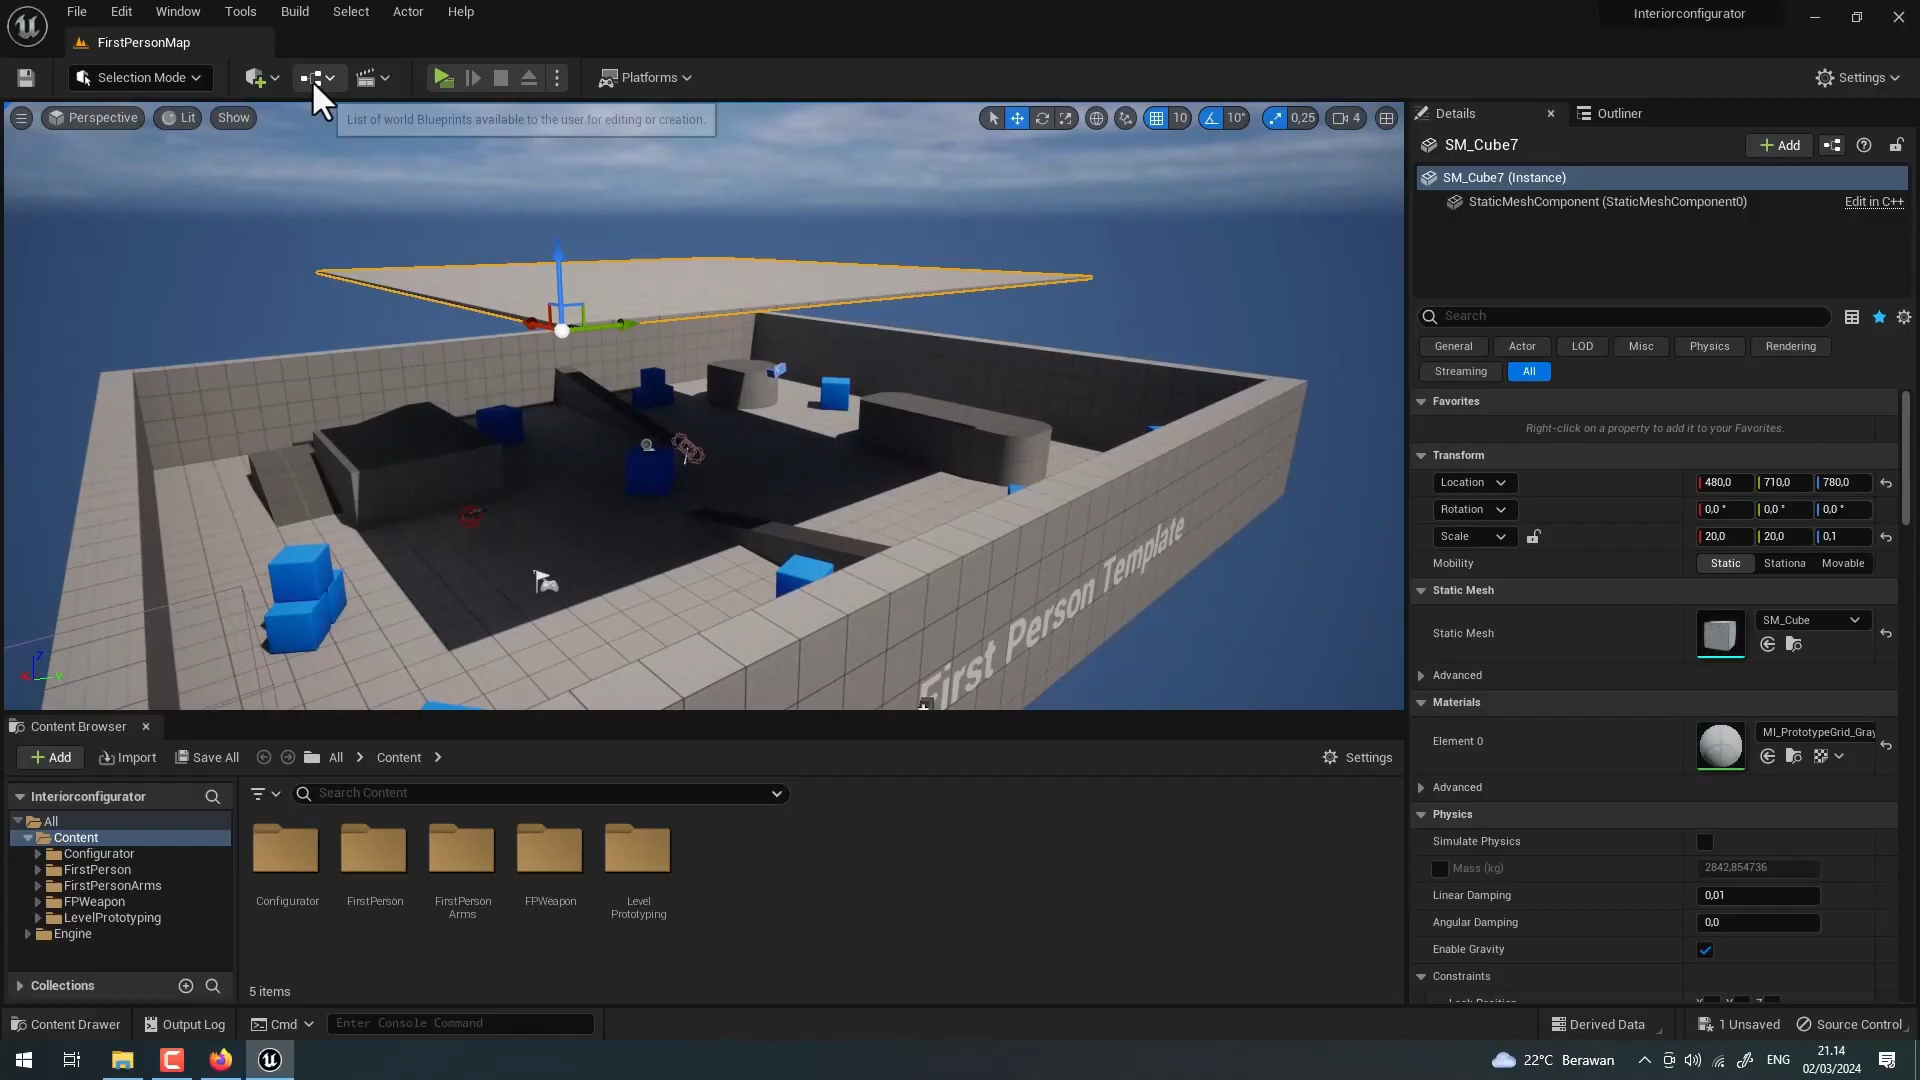 File Edit Window Tools Build Select Actor Help
Interiorconfigurator
FirstPersonMap
Selection Mode
Platforms
Settings
Perspective
Lit
Show
List of world Blueprints available to the user for editing or creation.
10
10°
0,25
4
Details
Outliner
SM_Cube7
Add
SM_Cube7 (Instance)
StaticMeshComponent (StaticMeshComponent0)
Edit in C++
Search
General
Actor
LOD
Misc
Physics
Rendering
Streaming
All
Favorites
Right-click on a property to add it to your Favorites.
Transform
Location
480,0
710,0
780,0
Rotation
0,0 °
0,0 °
0,0 °
Scale
20,0
20,0
0,1
Mobility
Static
Stationa
Movable
Static Mesh
Static Mesh
SM_Cube
Advanced
Materials
Element 0
MI_PrototypeGrid_Gray
Advanced
Physics
Simulate Physics
Mass (kg)
2842,854736
Linear Damping
0,01
Angular Damping
0,0
Enable Gravity
Constraints
First Person Template
Z
X
Y
Content Browser
Add
Import
Save All
All
Content
Settings
Interiorconfigurator
Search Content
All
Content
Configurator
FirstPerson
FirstPersonArms
FPWeapon
LevelPrototyping
Engine
Configurator
FirstPerson
FirstPerson
Arms
FPWeapon
Level
Prototyping
Collections
5 items
Content Drawer
Output Log
Cmd
Enter Console Command
Derived Data
1 Unsaved
Source Control
22°C Berawan
ENG
21.14
02/03/2024